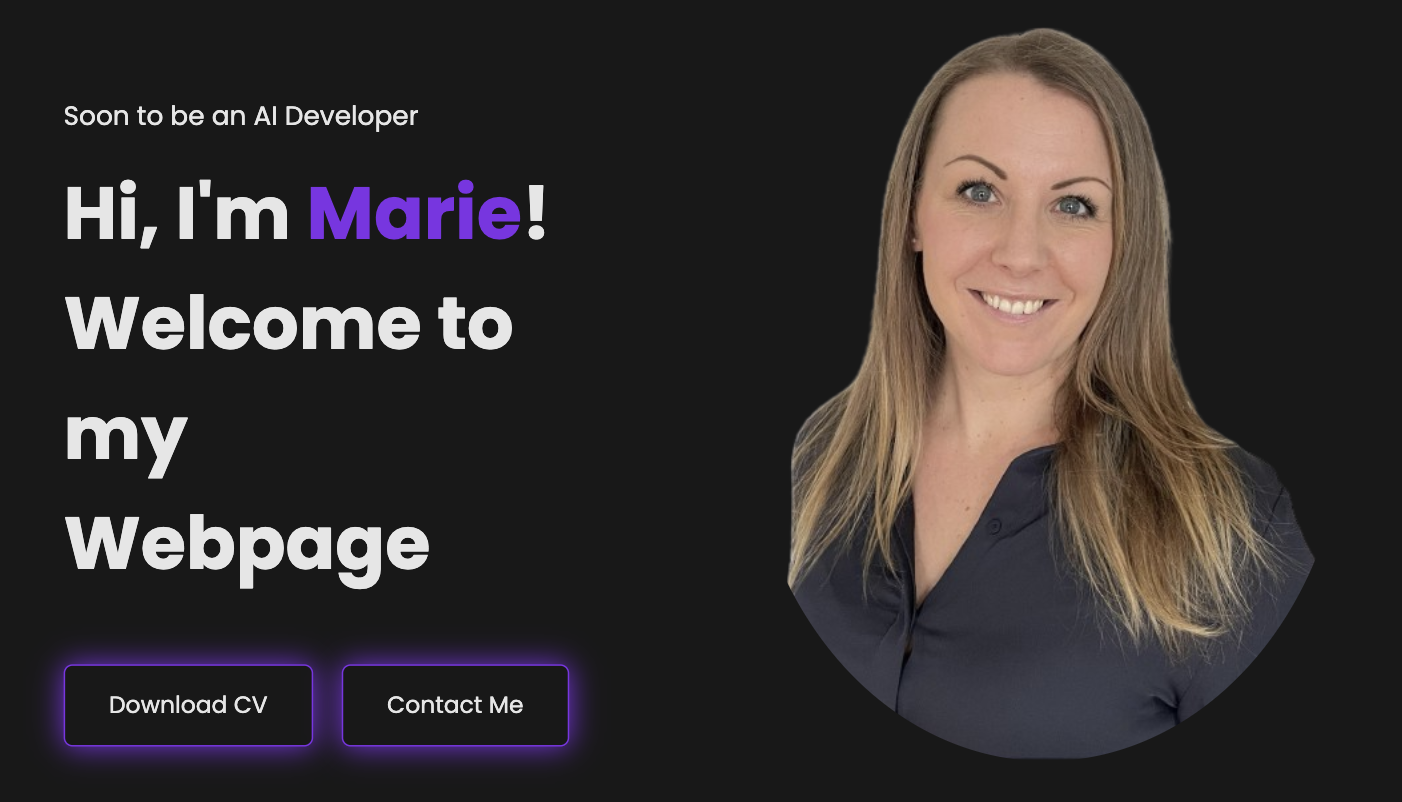 Soon to be an AI Developer
Hi, I'm Marie!
Welcome to
my
Webpage
Download CV
Contact Me